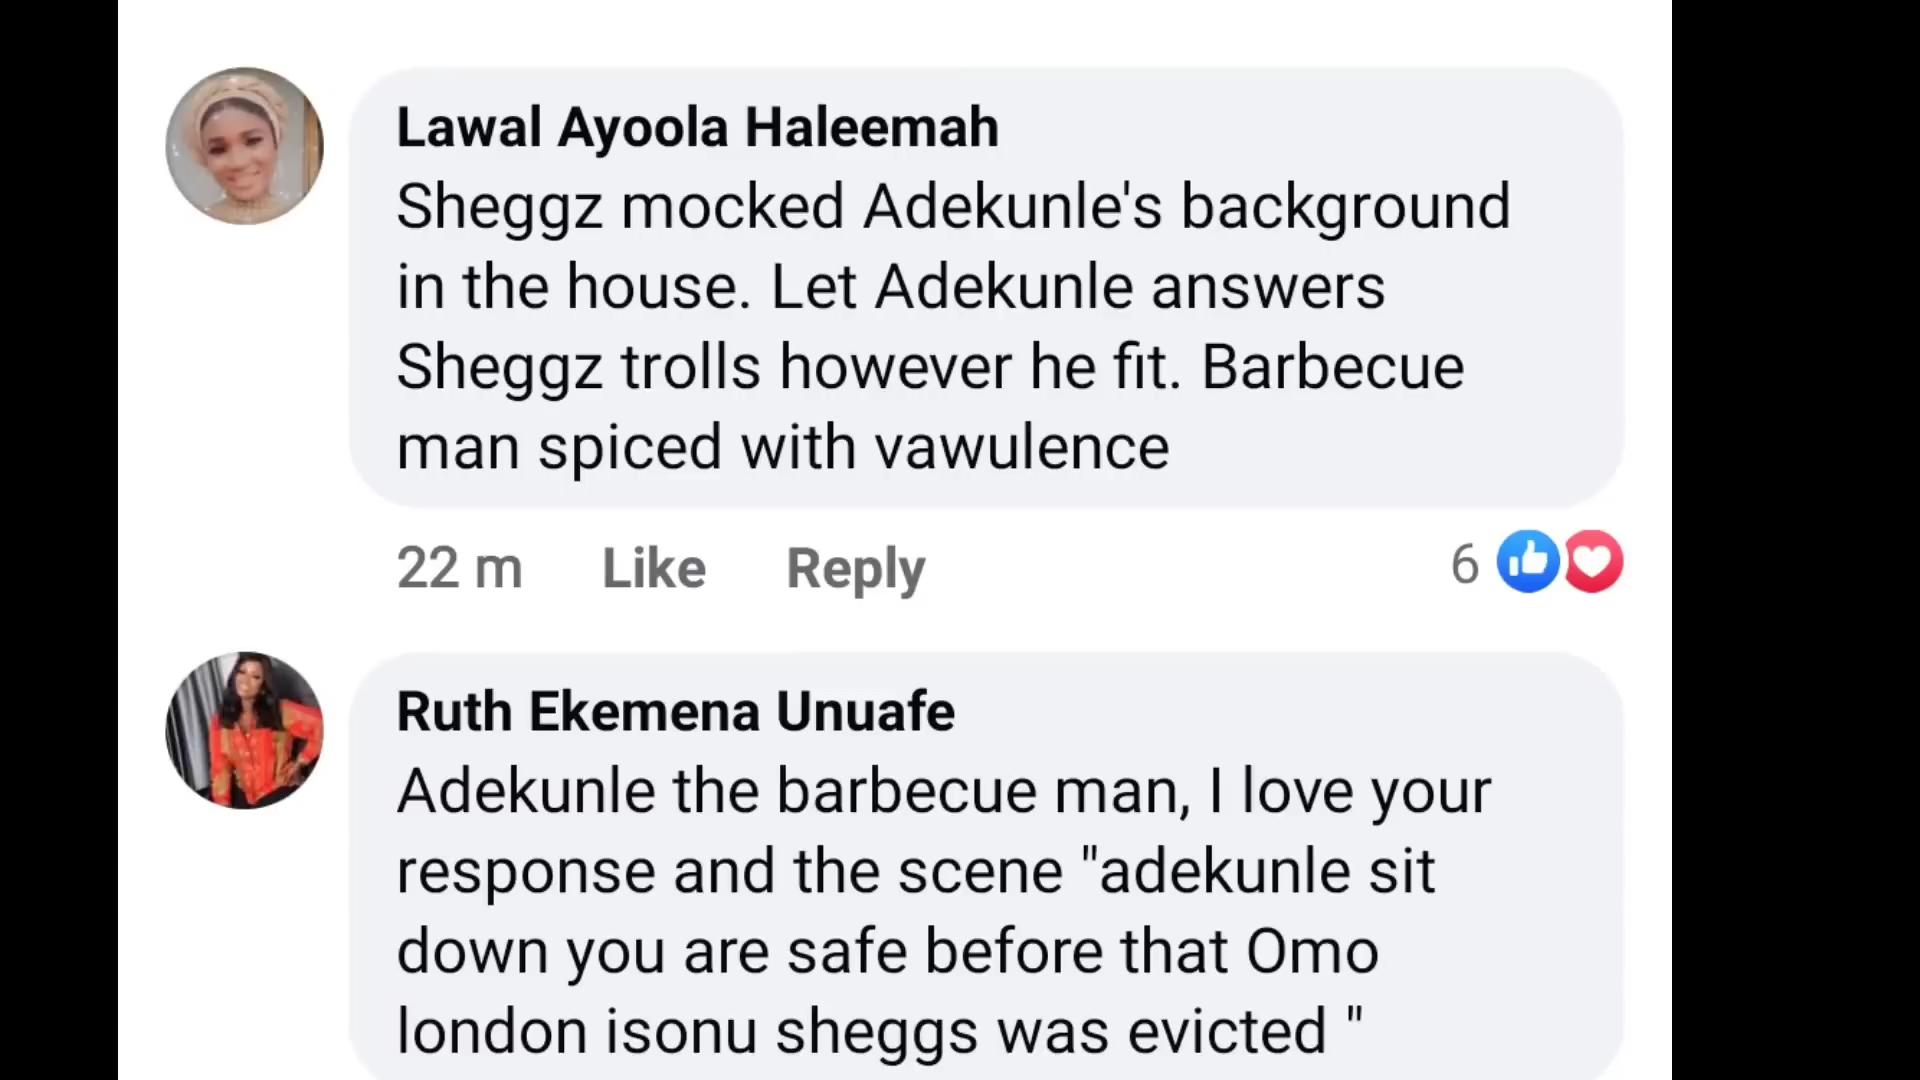 Lawal Ayoola Haleemah
Sheggz mocked Adekunle's background
in the house. Let Adekunle answers
Sheggz trolls however he fit. Barbecue
man spiced with vawulence
22 m Like Reply 6
Ruth Ekemena Unuafe
Adekunle the barbecue man, I love your
response and the scene "adekunle sit
down you are safe before that Omo
london isonu sheggs was evicted "